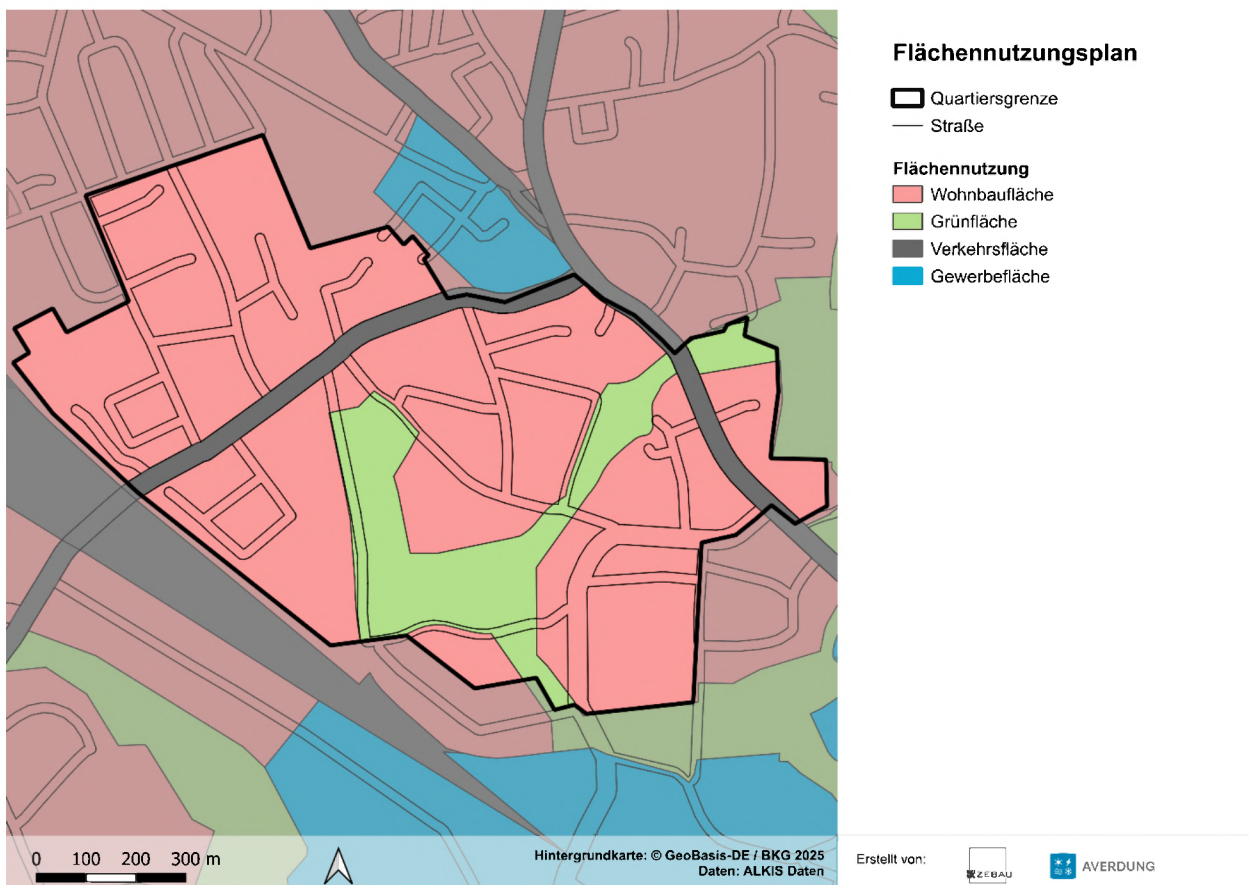 Flächennutzungsplan
Quartiersgrenze
Straße
Flächennutzung
Wohnbaufläche
Grünfläche
Verkehrsfläche
Gewerbefläche
0 100 200 300 m
Hintergrundkarte: © GeoBasis-DE / BKG 2025
Daten: ALKIS Daten
Erstellt von:
ZEBAU
AVERDUNG